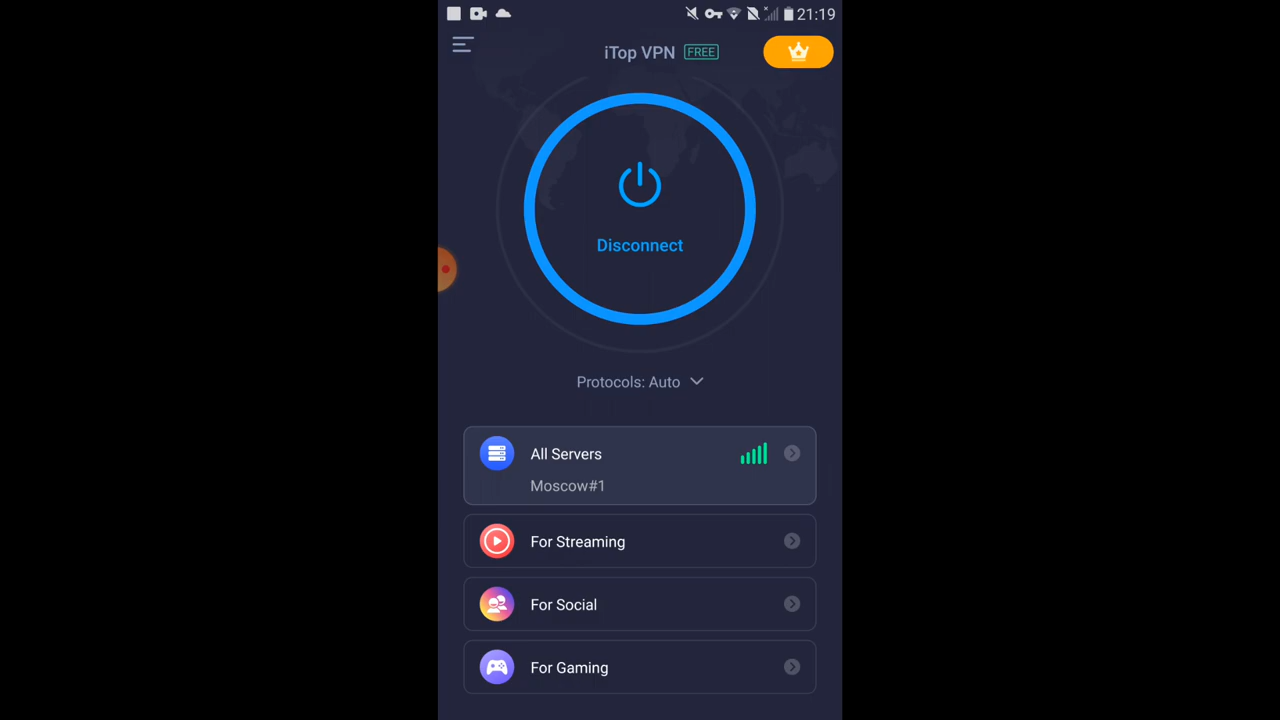 21:19
iTop VPN FREE
Disconnect
Protocols: Auto
All Servers
Moscow#1
For Streaming
For Social
For Gaming